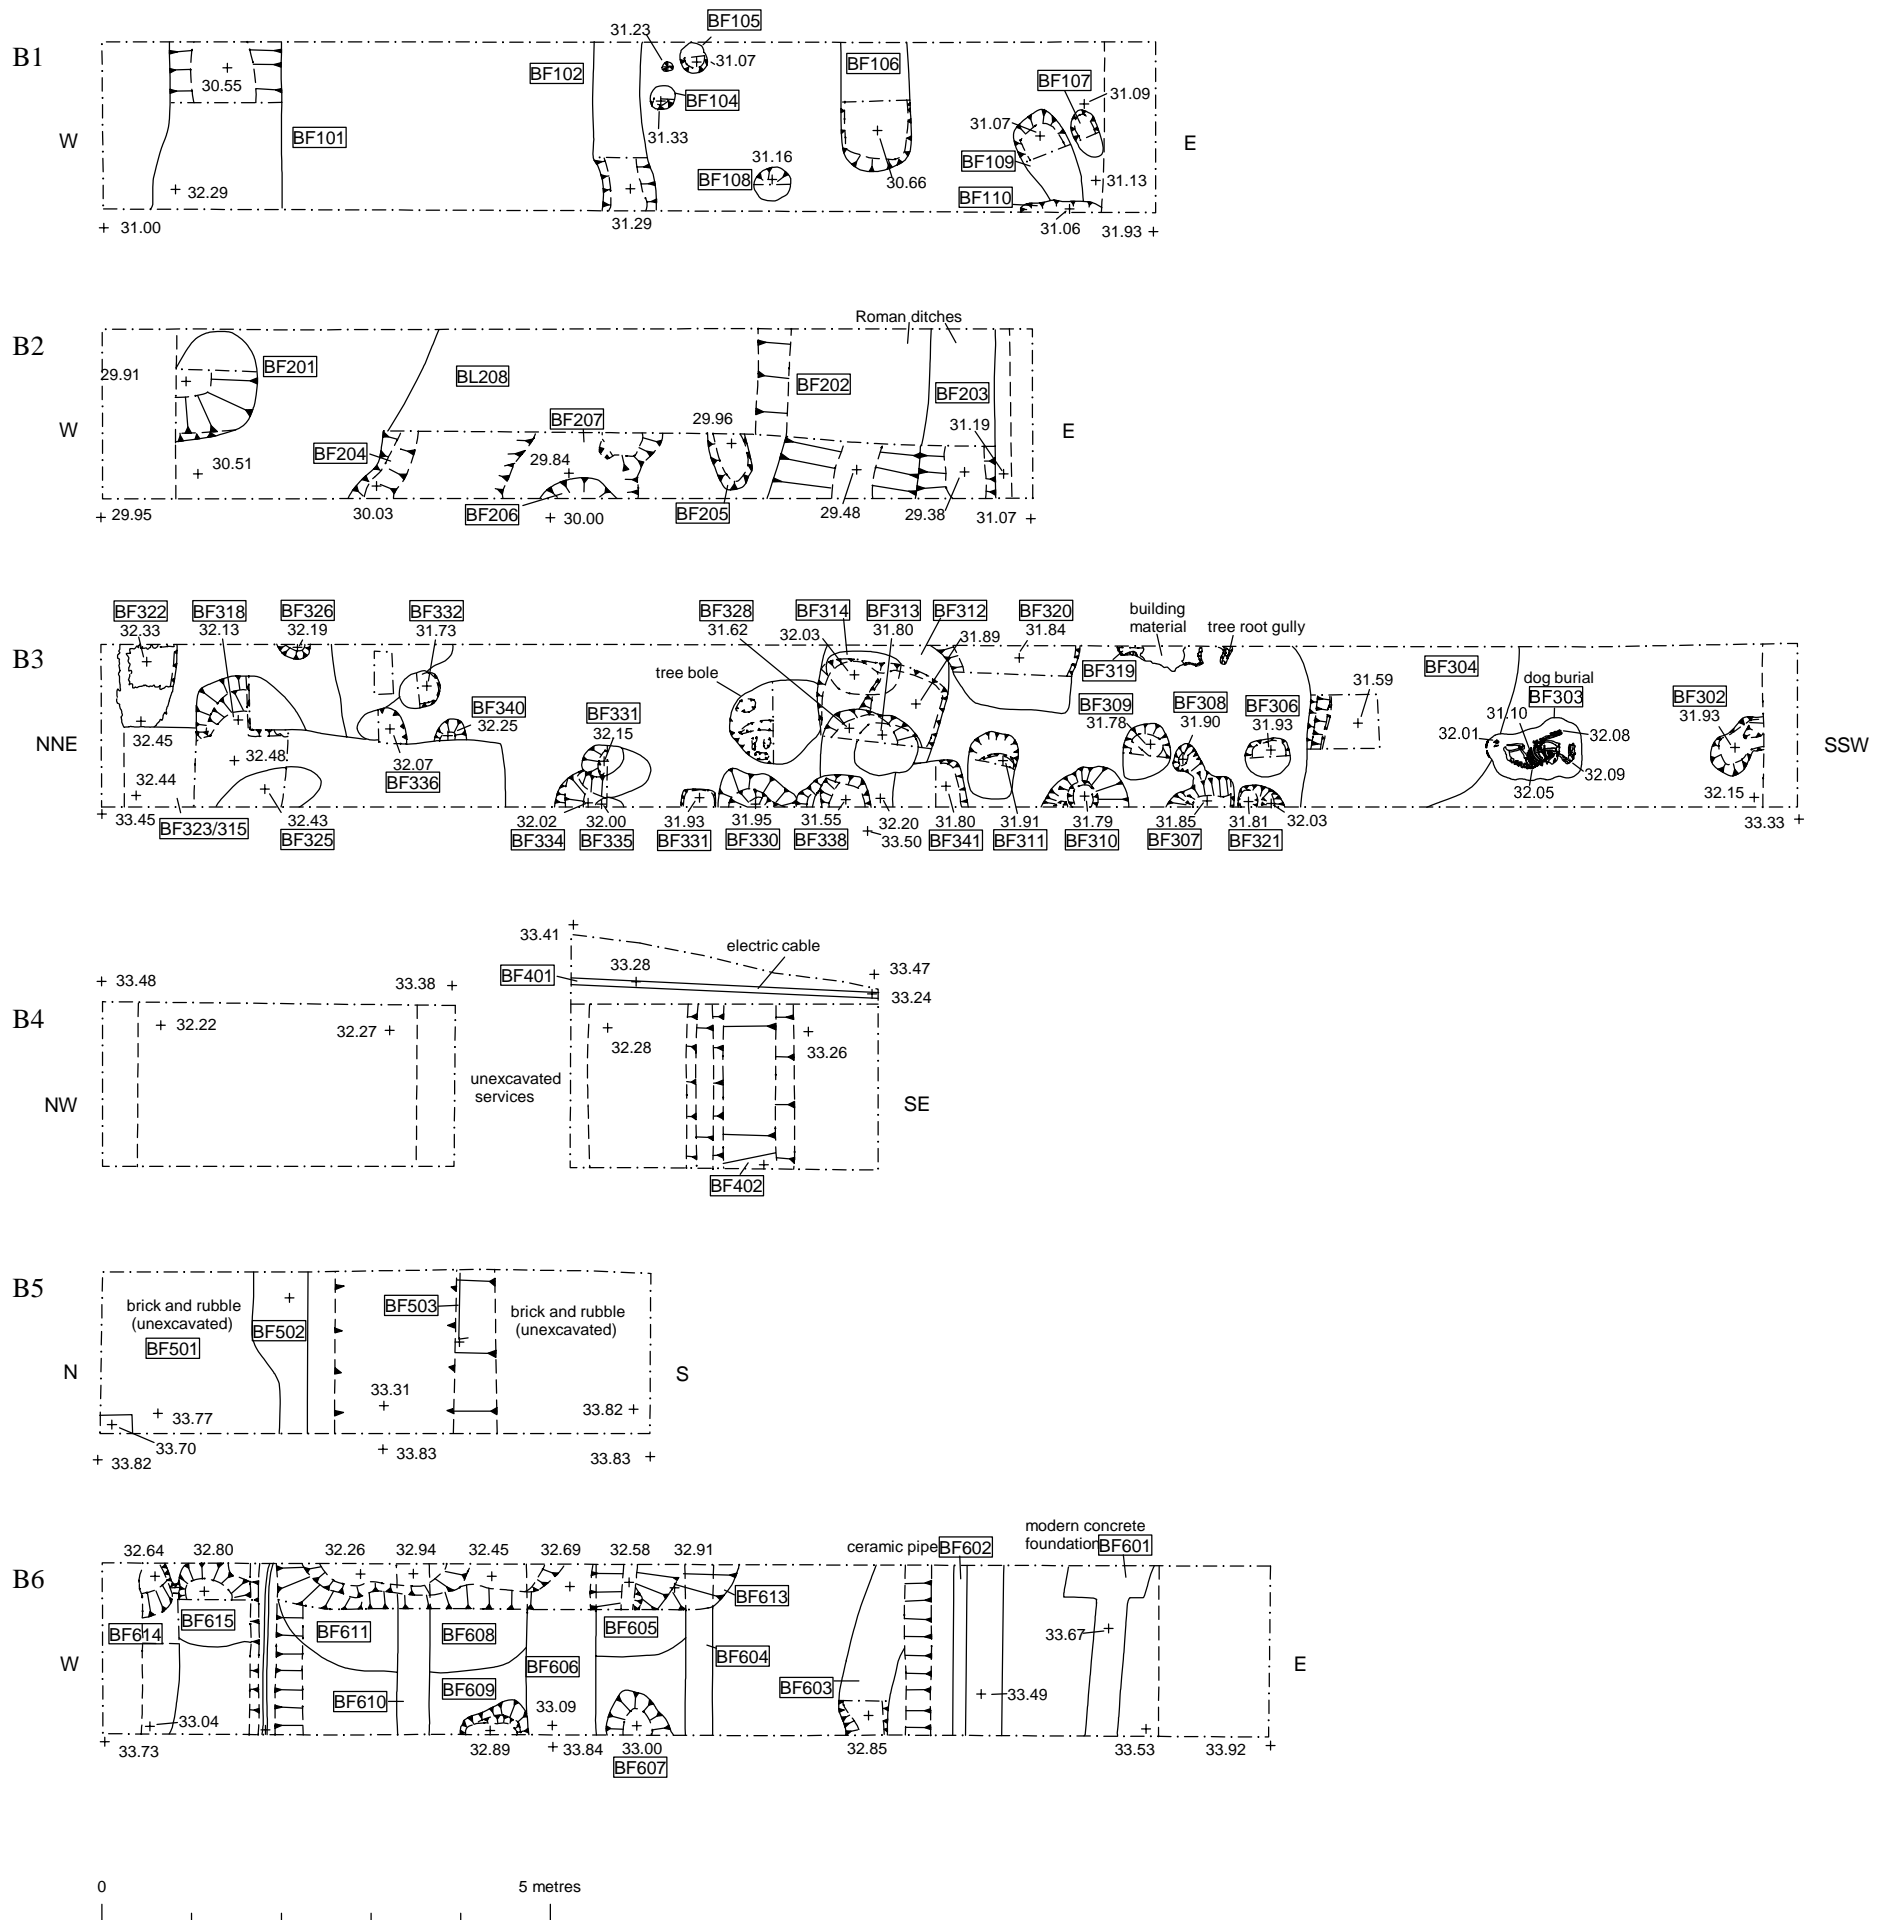 B1
W
E
BF105
31.23
31.07
BF102
BF106
BF107
30.55
BF104
31.09
31.33
31.07
BF101
31.16
BF109
BF108
30.66
31.13
32.29
BF110
31.00
31.29
31.06
31.93
B2
Roman ditches
W
E
29.91
BF201
BL208
BF202
BF203
BF207
29.96
31.19
BF204
29.84
30.51
29.95
30.03
BF206
30.00
BF205
29.48
29.38
31.07
B3
NNE
SSW
BF322
32.33
BF318
32.13
BF326
32.19
BF332
31.73
BF328
31.62
BF314
32.03
BF313
31.80
BF312
31.89
BF320
31.84
building
material
tree root gully
BF319
BF304
tree bole
dog burial
BF303
31.59
BF302
31.93
BF340
32.25
BF331
32.15
BF309
31.78
BF308
31.90
BF306
31.93
31.10
32.01
32.08
32.45
32.48
32.07
BF336
32.09
32.05
32.44
32.15
33.45
BF323/315
32.43
BF325
32.02
BF334
32.00
BF335
31.93
BF331
31.95
BF330
31.55
BF338
32.20
33.50
31.80
BF341
31.91
BF311
31.79
BF310
31.85
BF307
31.81
BF321
32.03
33.33
B4
NW
SE
33.48
33.38
33.41
electric cable
BF401
33.28
33.47
33.24
32.22
32.27
32.28
33.26
unexcavated
services
BF402
B5
N
S
brick and rubble
(unexcavated)
BF501
BF502
BF503
brick and rubble
(unexcavated)
33.31
33.77
33.82
33.70
33.82
33.83
33.83
B6
W
E
32.64
32.80
32.26
32.94
32.45
32.69
32.58
32.91
ceramic pipe
BF602
modern concrete
foundation
BF601
BF613
BF614
BF615
BF611
BF608
BF605
33.67
BF606
BF604
BF610
BF609
BF603
33.49
33.04
33.09
33.73
32.89
33.84
33.00
BF607
32.85
33.53
33.92
0
5 metres